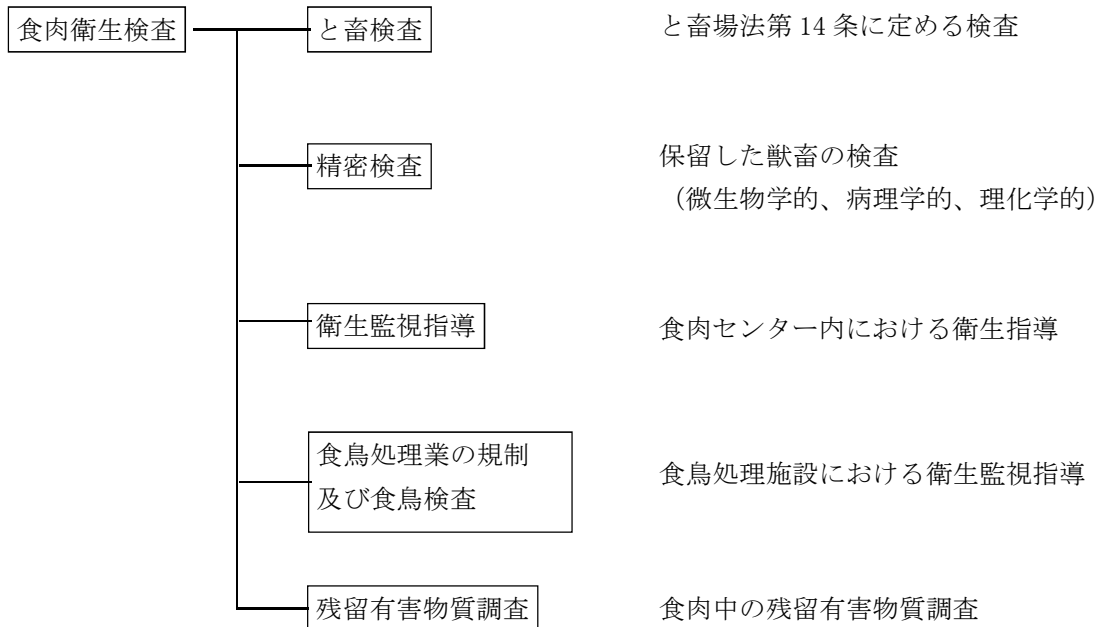 食肉衛生検査
と畜検査
と畜場法第 14 条に定める検査
精密検査
保留した獣畜の検査
（微生物学的、病理学的、理化学的）
衛生監視指導
食肉センター内における衛生指導
食鳥処理業の規制
及び食鳥検査
食鳥処理施設における衛生監視指導
残留有害物質調査
食肉中の残留有害物質調査